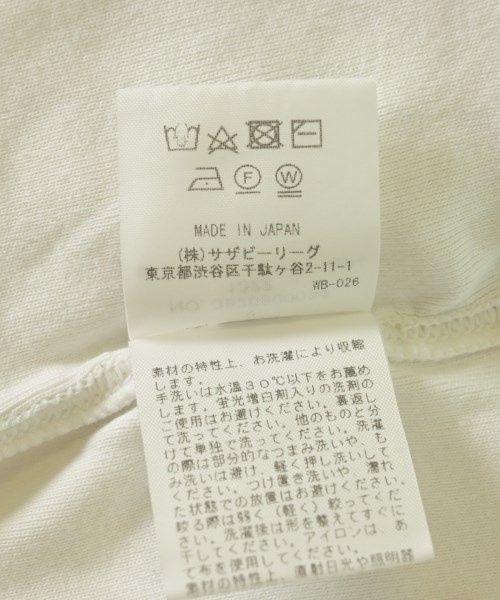 F W
MADE IN JAPAN
(株)サザビーリーグ
東京都渋谷区千駄ヶ谷2-11-1
WB-026
素材の特性上、お洗濯により収縮
します。
手洗いは水温30℃以下をお薦め
します。蛍光増白剤入りの洗剤の
ご使用はお避けください。裏返し
て洗ってください。他のものと分
けて単独で洗ってください。洗濯
の際は部分的なつまみ洗いや、も
み洗いは避け、軽く押し洗いして
ください。つけ置き洗いや、濡れ
た状態での放置はお避けください。
絞る際は弱く(軽く)絞ってくだ
さい。洗濯後は形を整えてすぐに
干してください。アイロンは、あ
て布を使用してください。
素材の特性上、直射日光や照明器